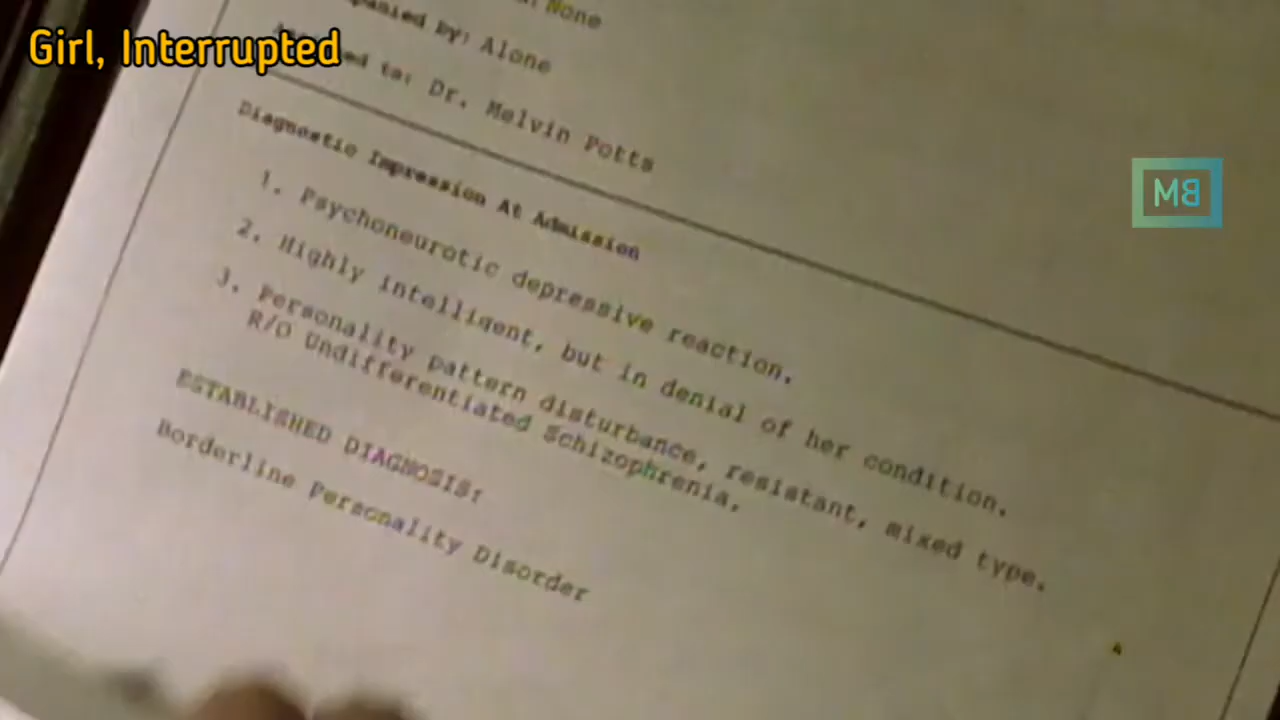 Girl, Interrupted
None
by: Alone
to: Dr. Melvin Potts
Diagnostic Impression At Admission
1. Psychoneurotic depressive reaction.
2. Highly intelligent, but in denial of her condition.
3. Personality pattern disturbance, resistant, mixed type.
R/O Undifferentiated Schizophrenia.
ESTABLISHED DIAGNOSIS:
Borderline Personality Disorder